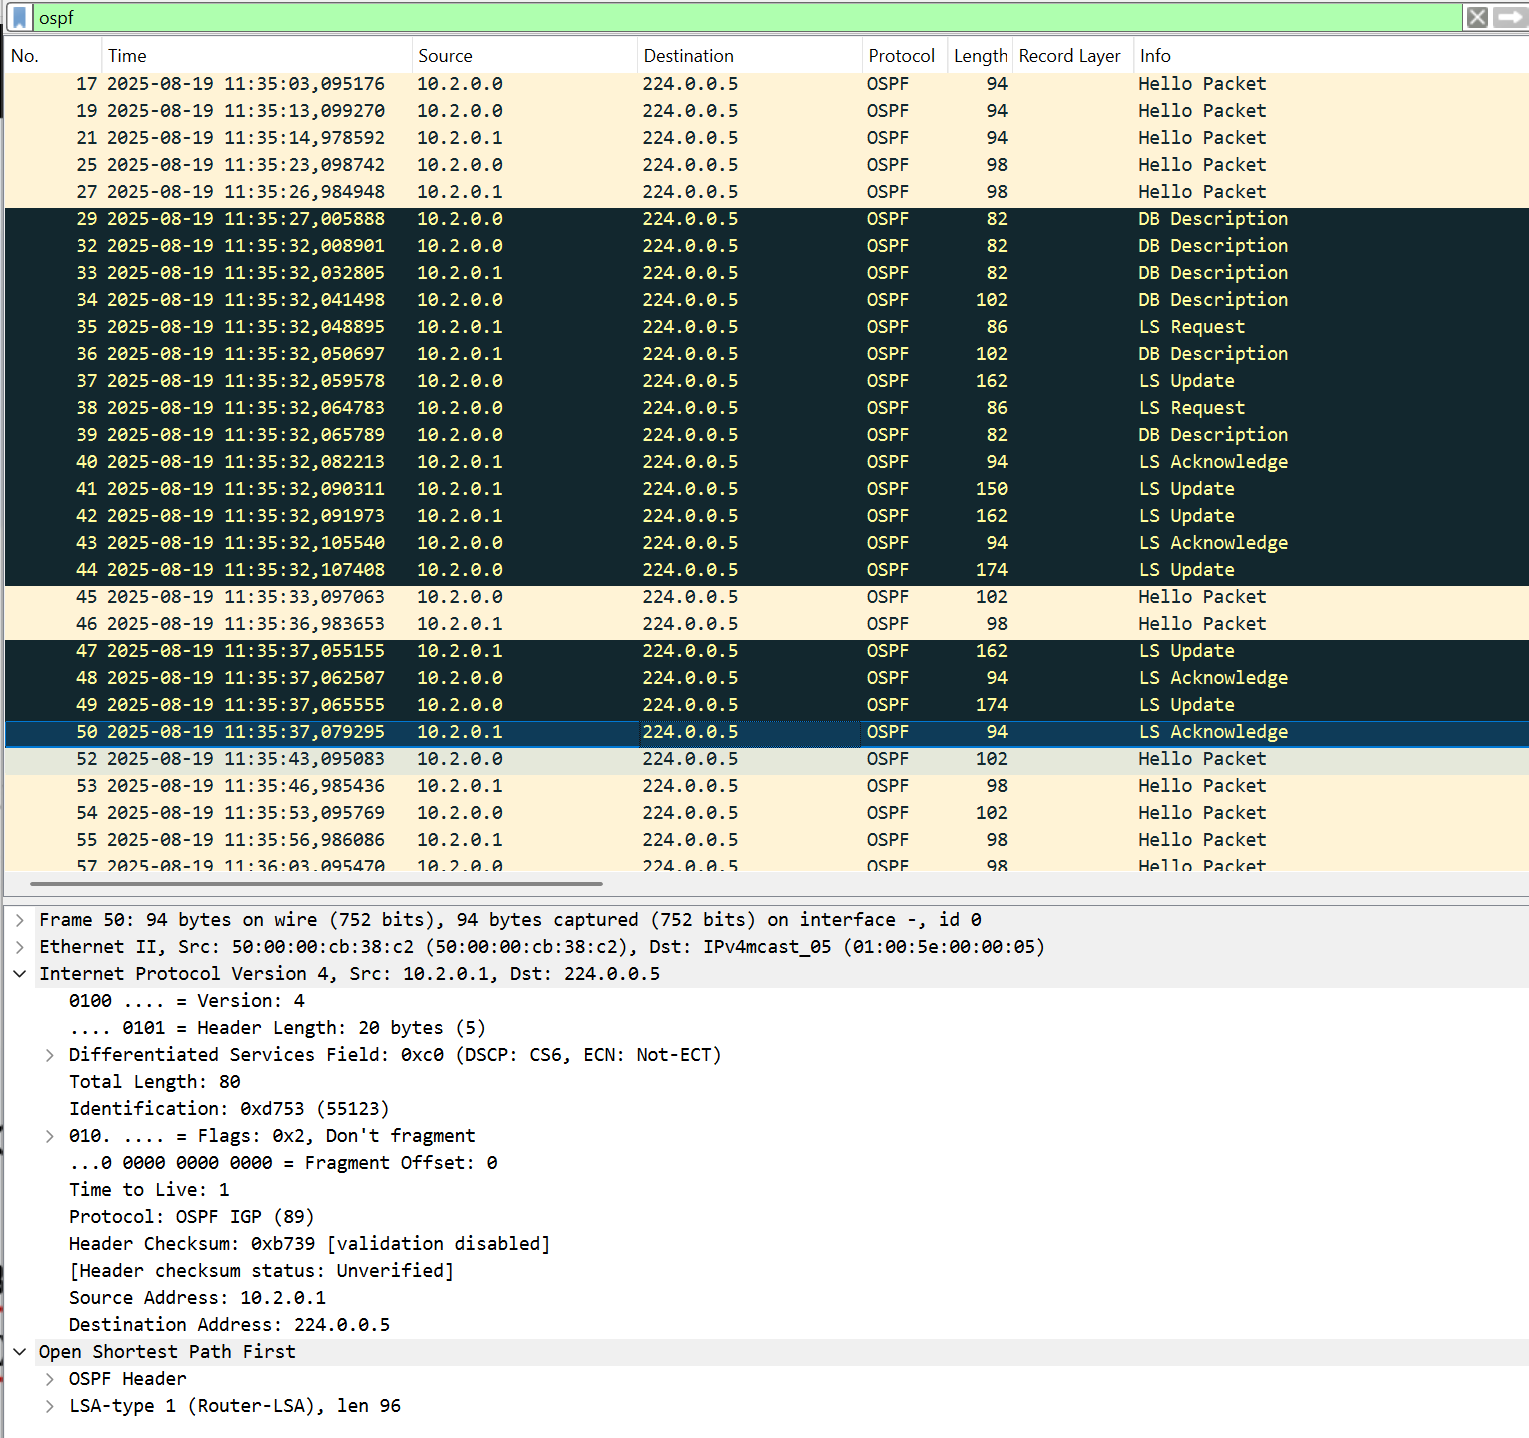 ospf
No. Time Source Destination Protocol Length Record Layer Info
17 2025-08-19 11:35:03,095176 10.2.0.0 224.0.0.5 OSPF 94 Hello Packet
19 2025-08-19 11:35:13,099270 10.2.0.0 224.0.0.5 OSPF 94 Hello Packet
21 2025-08-19 11:35:14,978592 10.2.0.1 224.0.0.5 OSPF 94 Hello Packet
25 2025-08-19 11:35:23,098742 10.2.0.0 224.0.0.5 OSPF 98 Hello Packet
27 2025-08-19 11:35:26,984948 10.2.0.1 224.0.0.5 OSPF 98 Hello Packet
29 2025-08-19 11:35:27,005888 10.2.0.0 224.0.0.5 OSPF 82 DB Description
32 2025-08-19 11:35:32,008901 10.2.0.0 224.0.0.5 OSPF 82 DB Description
33 2025-08-19 11:35:32,032805 10.2.0.1 224.0.0.5 OSPF 82 DB Description
34 2025-08-19 11:35:32,041498 10.2.0.0 224.0.0.5 OSPF 102 DB Description
35 2025-08-19 11:35:32,048895 10.2.0.1 224.0.0.5 OSPF 86 LS Request
36 2025-08-19 11:35:32,050697 10.2.0.1 224.0.0.5 OSPF 102 DB Description
37 2025-08-19 11:35:32,059578 10.2.0.0 224.0.0.5 OSPF 162 LS Update
38 2025-08-19 11:35:32,064783 10.2.0.0 224.0.0.5 OSPF 86 LS Request
39 2025-08-19 11:35:32,065789 10.2.0.0 224.0.0.5 OSPF 82 DB Description
40 2025-08-19 11:35:32,082213 10.2.0.1 224.0.0.5 OSPF 94 LS Acknowledge
41 2025-08-19 11:35:32,090311 10.2.0.1 224.0.0.5 OSPF 150 LS Update
42 2025-08-19 11:35:32,091973 10.2.0.1 224.0.0.5 OSPF 162 LS Update
43 2025-08-19 11:35:32,105540 10.2.0.0 224.0.0.5 OSPF 94 LS Acknowledge
44 2025-08-19 11:35:32,107408 10.2.0.0 224.0.0.5 OSPF 174 LS Update
45 2025-08-19 11:35:33,097063 10.2.0.0 224.0.0.5 OSPF 102 Hello Packet
46 2025-08-19 11:35:36,983653 10.2.0.1 224.0.0.5 OSPF 98 Hello Packet
47 2025-08-19 11:35:37,055155 10.2.0.1 224.0.0.5 OSPF 162 LS Update
48 2025-08-19 11:35:37,062507 10.2.0.0 224.0.0.5 OSPF 94 LS Acknowledge
49 2025-08-19 11:35:37,065555 10.2.0.0 224.0.0.5 OSPF 174 LS Update
50 2025-08-19 11:35:37,079295 10.2.0.1 224.0.0.5 OSPF 94 LS Acknowledge
52 2025-08-19 11:35:43,095083 10.2.0.0 224.0.0.5 OSPF 102 Hello Packet
53 2025-08-19 11:35:46,985436 10.2.0.1 224.0.0.5 OSPF 98 Hello Packet
54 2025-08-19 11:35:53,095769 10.2.0.0 224.0.0.5 OSPF 102 Hello Packet
55 2025-08-19 11:35:56,986086 10.2.0.1 224.0.0.5 OSPF 98 Hello Packet
57 2025-08-19 11:36:03,095470 10.2.0.0 224.0.0.5 OSPF 98 Hello Packet
Frame 50: 94 bytes on wire (752 bits), 94 bytes captured (752 bits) on interface -, id 0
Ethernet II, Src: 50:00:00:cb:38:c2 (50:00:00:cb:38:c2), Dst: IPv4mcast_05 (01:00:5e:00:00:05)
Internet Protocol Version 4, Src: 10.2.0.1, Dst: 224.0.0.5
0100 .... = Version: 4
.... 0101 = Header Length: 20 bytes (5)
Differentiated Services Field: 0xc0 (DSCP: CS6, ECN: Not-ECT)
Total Length: 80
Identification: 0xd753 (55123)
010. .... = Flags: 0x2, Don't fragment
...0 0000 0000 0000 = Fragment Offset: 0
Time to Live: 1
Protocol: OSPF IGP (89)
Header Checksum: 0xb739 [validation disabled]
[Header checksum status: Unverified]
Source Address: 10.2.0.1
Destination Address: 224.0.0.5
Open Shortest Path First
OSPF Header
LSA-type 1 (Router-LSA), len 96